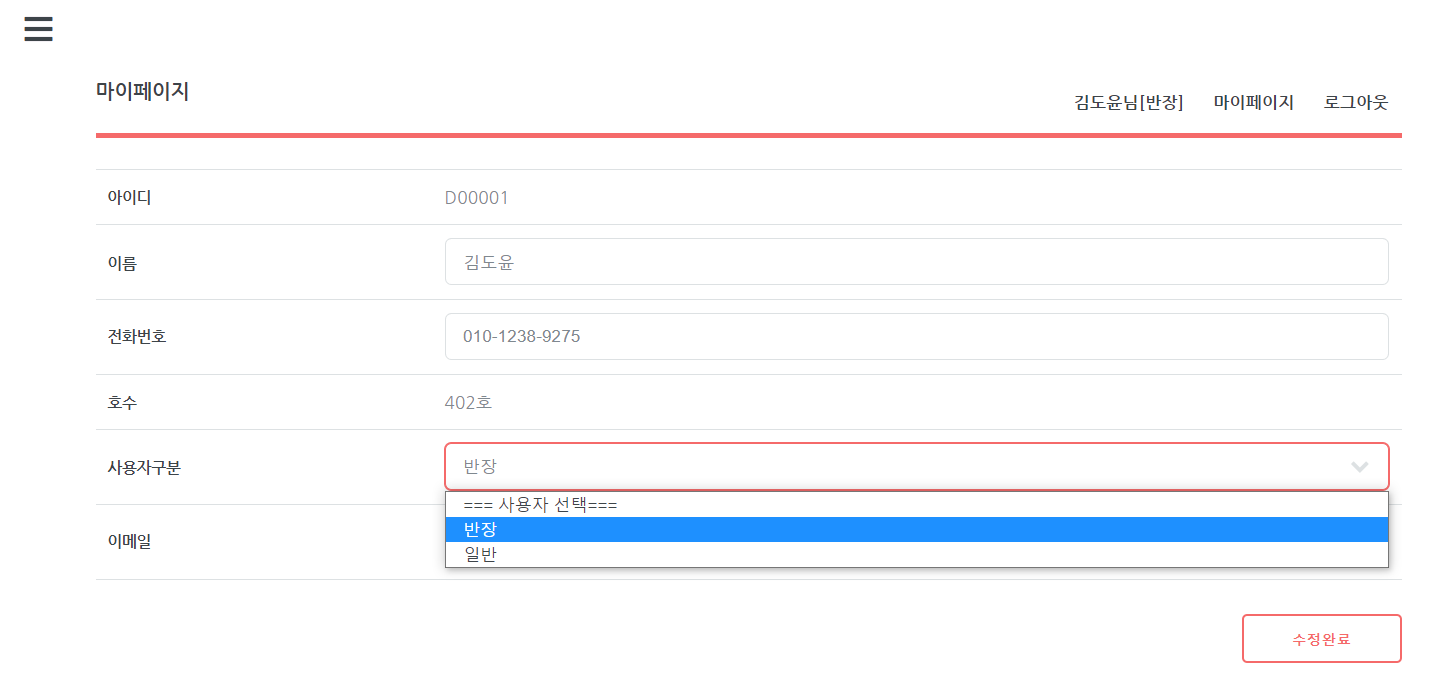 마이페이지
김도윤님[반장] 마이페이지 로그아웃
아이디 D00001
이름 김도윤
전화번호 010-1238-9275
호수 402호
사용자구분 반장
=== 사용자 선택===
반장
이메일
일반
수정완료